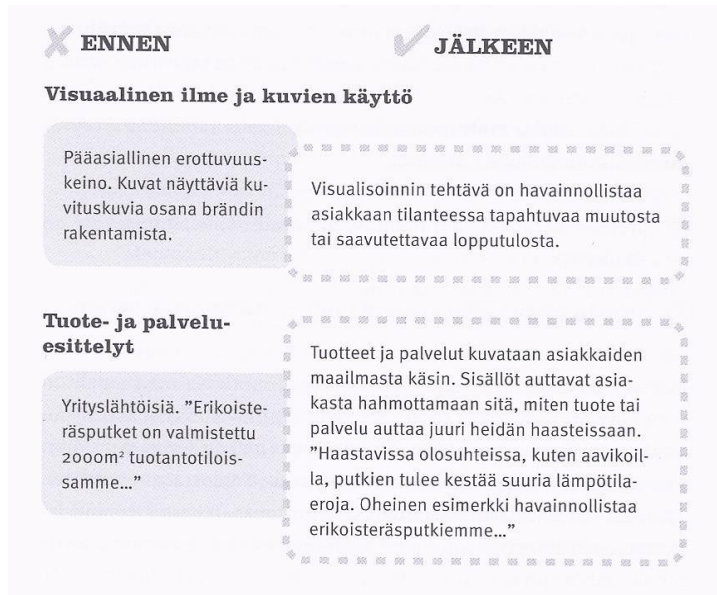 ENNEN
JÄLKEEN
Visuaalinen ilme ja kuvien käyttö
Pääasiallinen erottuvuus-
keino. Kuvat näyttäviä ku-
vituskuvia osana brändin
rakentamista.
Visualisoinnin tehtävä on havainnollistaa
asiakkaan tilanteessa tapahtuvaa muutosta
tai saavutettavaa lopputulosta.
Tuote- ja palvelu-
esittelyt
Yrityslähtöisiä. ”Erikoiste-
räsputket on valmistettu
2000m² tuotantotilois-
samme...”
Tuotteet ja palvelut kuvataan asiakkaiden
maailmasta käsin. Sisällöt auttavat asia-
kasta hahmottamaan sitä, miten tuote tai
palvelu auttaa juuri heidän haasteissaan.
”Haastavissa olosuhteissa, kuten aavikoil-
la, putkien tulee kestää suuria lämpötila-
eroja. Oheinen esimerkki havainnollistaa
erikoisteräsputkiemme...”